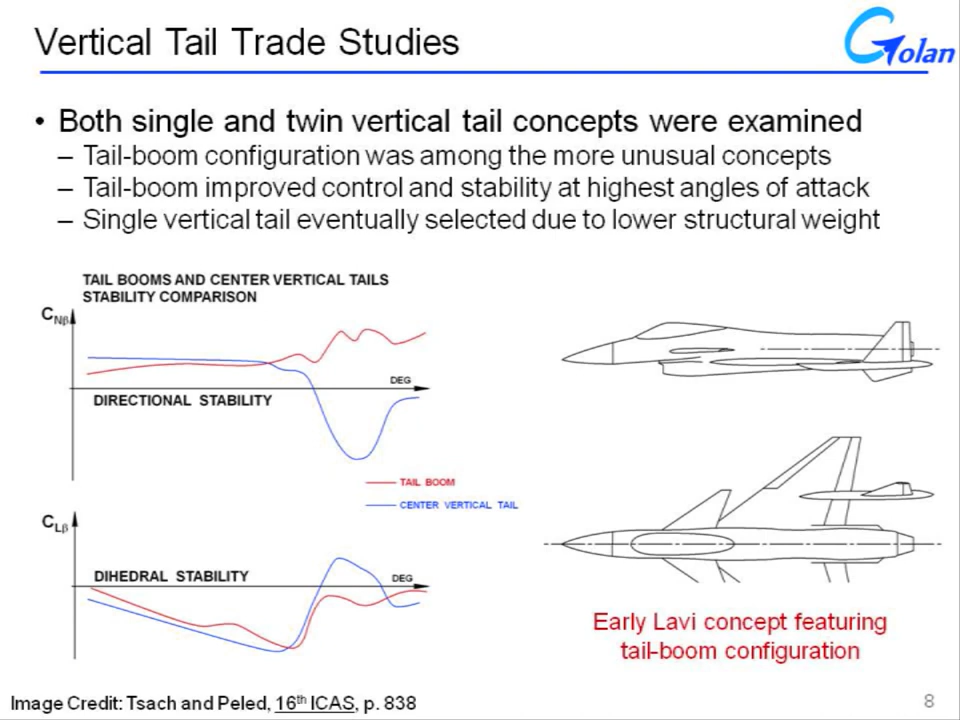 Vertical Tail Trade Studies
Golan
• Both single and twin vertical tail concepts were examined
– Tail-boom configuration was among the more unusual concepts
– Tail-boom improved control and stability at highest angles of attack
– Single vertical tail eventually selected due to lower structural weight
TAIL BOOMS AND CENTER VERTICAL TAILS
STABILITY COMPARISON
CNβ
DEG
DIRECTIONAL STABILITY
TAIL BOOM
CENTER VERTICAL TAIL
CLβ
DIHEDRAL STABILITY
DEG
Early Lavi concept featuring
tail-boom configuration
Image Credit: Tsach and Peled, 16th ICAS, p. 838
8